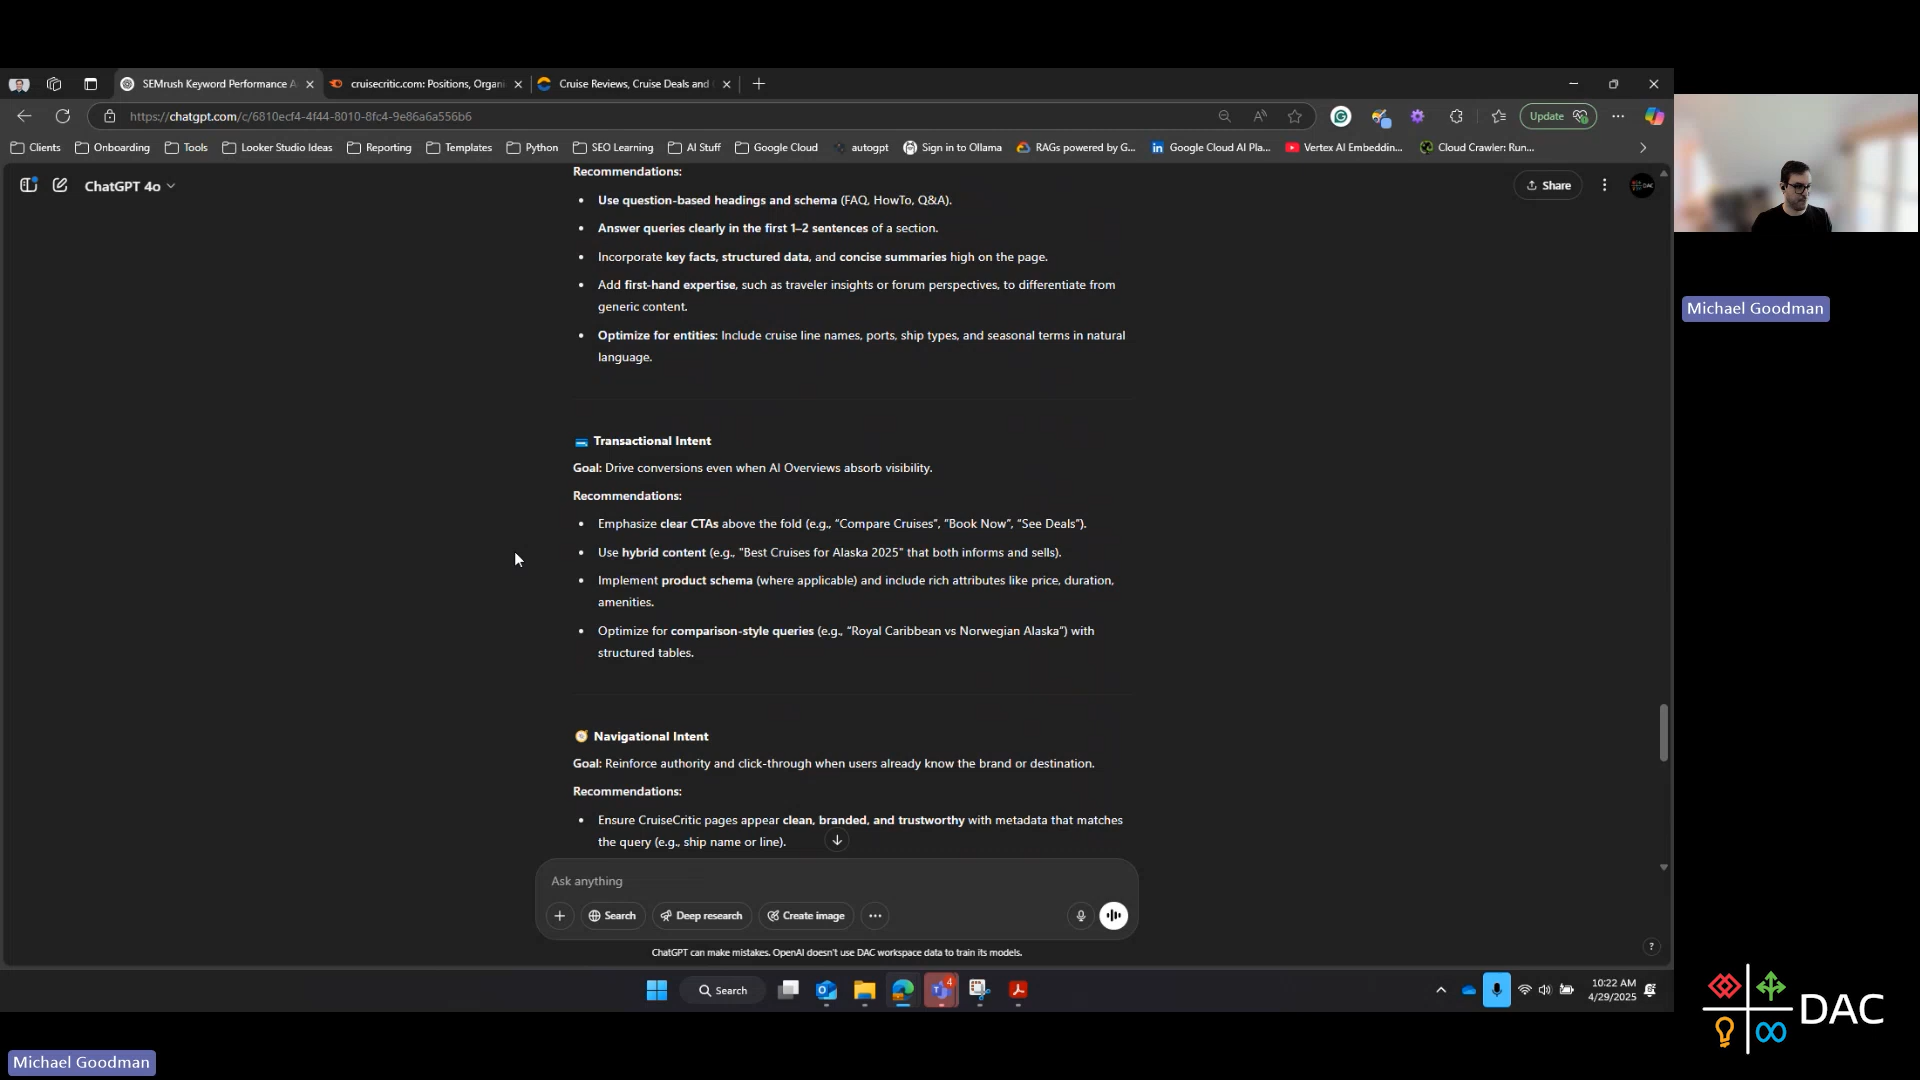 SEMrush Keyword Performance A
cruisecritic.com: Positions, Organi
Cruise Reviews, Cruise Deals and
https://chatgpt.com/c/6810ecf4-4f44-8010-8fc4-9e86a6a556b6
Update
Clients
Onboarding
Tools
Looker Studio Ideas
Reporting
Templates
Python
SEO Learning
AI Stuff
Google Cloud
autogpt
Sign in to Ollama
RAGs powered by G...
Google Cloud AI Pla...
Vertex AI Embeddin...
Cloud Crawler: Run...
ChatGPT 4o
Share
DAC
Recommendations:
Use question-based headings and schema (FAQ, HowTo, Q&A).
Answer queries clearly in the first 1–2 sentences of a section.
Incorporate key facts, structured data, and concise summaries high on the page.
Add first-hand expertise, such as traveler insights or forum perspectives, to differentiate from
generic content.
Optimize for entities: Include cruise line names, ports, ship types, and seasonal terms in natural
language.
Transactional Intent
Goal: Drive conversions even when AI Overviews absorb visibility.
Recommendations:
Emphasize clear CTAs above the fold (e.g., “Compare Cruises”, “Book Now”, “See Deals”).
Use hybrid content (e.g., "Best Cruises for Alaska 2025" that both informs and sells).
Implement product schema (where applicable) and include rich attributes like price, duration,
amenities.
Optimize for comparison-style queries (e.g., “Royal Caribbean vs Norwegian Alaska”) with
structured tables.
Navigational Intent
Goal: Reinforce authority and click-through when users already know the brand or destination.
Recommendations:
Ensure CruiseCritic pages appear clean, branded, and trustworthy with metadata that matches
the query (e.g., ship name or line).
Ask anything
Search
Deep research
Create image
ChatGPT can make mistakes. OpenAI doesn't use DAC workspace data to train its models.
?
Search
4
10:22 AM
4/29/2025
Michael Goodman
DAC
Michael Goodman